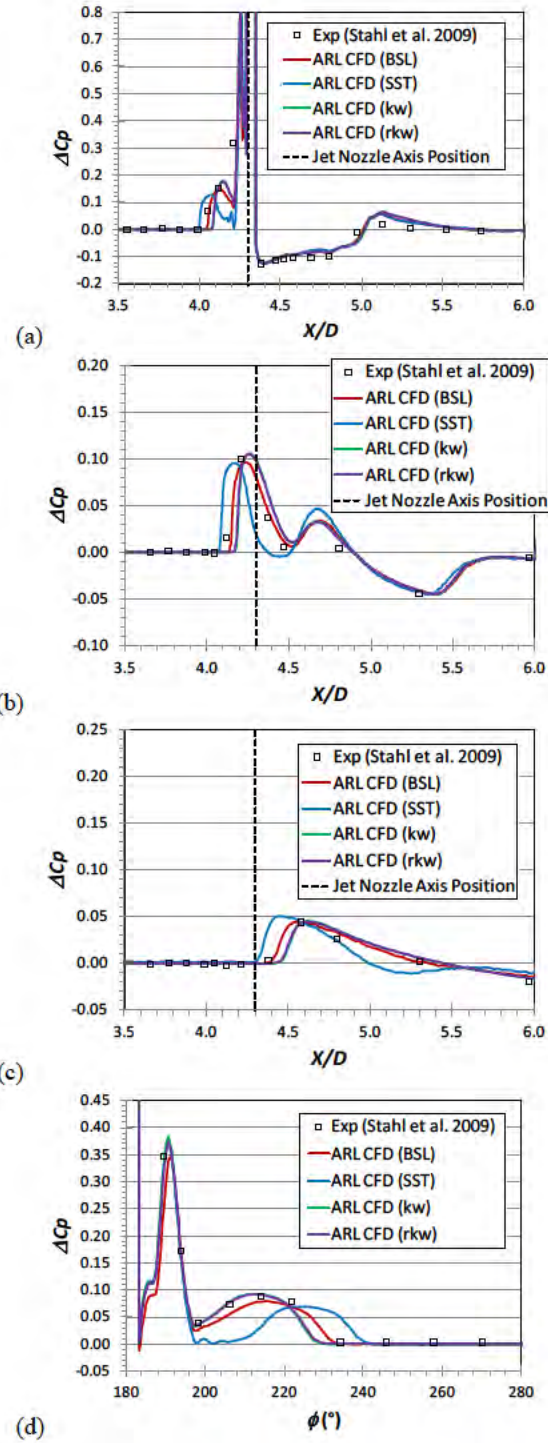 0.8
0.7
0.6
0.5
0.4
0.3
0.2
0.1
0.0
-0.1
-0.2
ΔCp
Exp (Stahl et al. 2009)
ARL CFD (BSL)
ARL CFD (SST)
ARL CFD (kw)
ARL CFD (rkw)
Jet Nozzle Axis Position
3.5 4.0 4.5 5.0 5.5 6.0
X/D
(a)
0.20
0.15
0.10
0.05
0.00
-0.05
-0.10
ΔCp
Exp (Stahl et al. 2009)
ARL CFD (BSL)
ARL CFD (SST)
ARL CFD (kw)
ARL CFD (rkw)
Jet Nozzle Axis Position
3.5 4.0 4.5 5.0 5.5 6.0
X/D
(b)
0.25
0.20
0.15
0.10
0.05
0.00
-0.05
ΔCp
Exp (Stahl et al. 2009)
ARL CFD (BSL)
ARL CFD (SST)
ARL CFD (kw)
ARL CFD (rkw)
Jet Nozzle Axis Position
3.5 4.0 4.5 5.0 5.5 6.0
X/D
(c)
0.45
0.40
0.35
0.30
0.25
0.20
0.15
0.10
0.05
0.00
-0.05
ΔCp
Exp (Stahl et al. 2009)
ARL CFD (BSL)
ARL CFD (SST)
ARL CFD (kw)
ARL CFD (rkw)
180 200 220 240 260 280
ϕ (°)
(d)